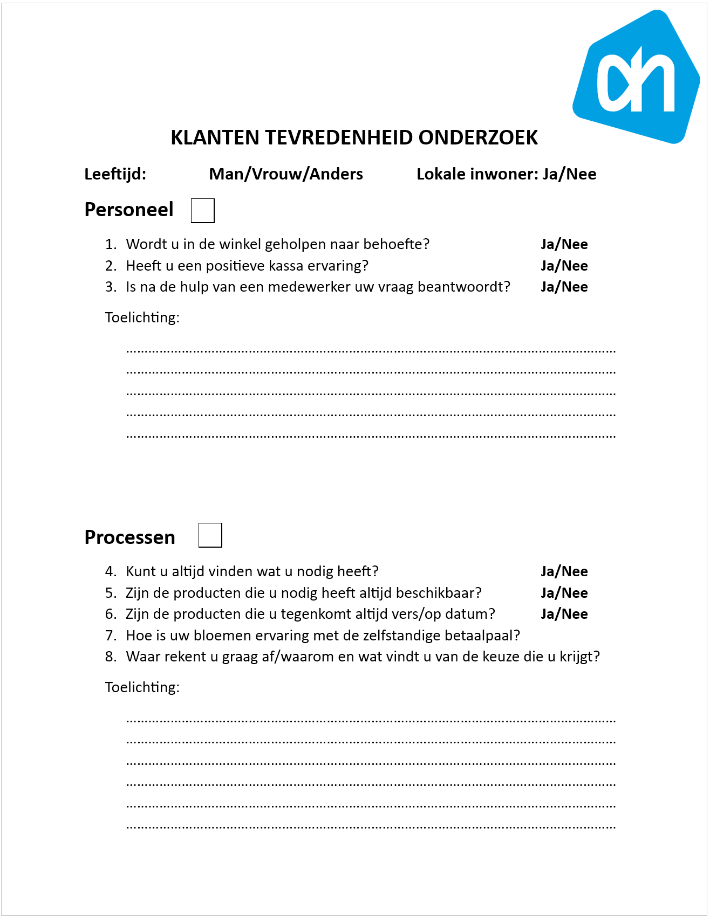 ah
KLANTEN TEVREDENHEID ONDERZOEK
Leeftijd: Man/Vrouw/Anders Lokale inwoner: Ja/Nee
Personeel
1. Wordt u in de winkel geholpen naar behoefte? Ja/Nee
2. Heeft u een positieve kassa ervaring? Ja/Nee
3. Is na de hulp van een medewerker uw vraag beantwoordt? Ja/Nee
Toelichting:
Processen
4. Kunt u altijd vinden wat u nodig heeft? Ja/Nee
5. Zijn de producten die u nodig heeft altijd beschikbaar? Ja/Nee
6. Zijn de producten die u tegenkomt altijd vers/op datum? Ja/Nee
7. Hoe is uw bloemen ervaring met de zelfstandige betaalpaal?
8. Waar rekent u graag af/waarom en wat vindt u van de keuze die u krijgt?
Toelichting: